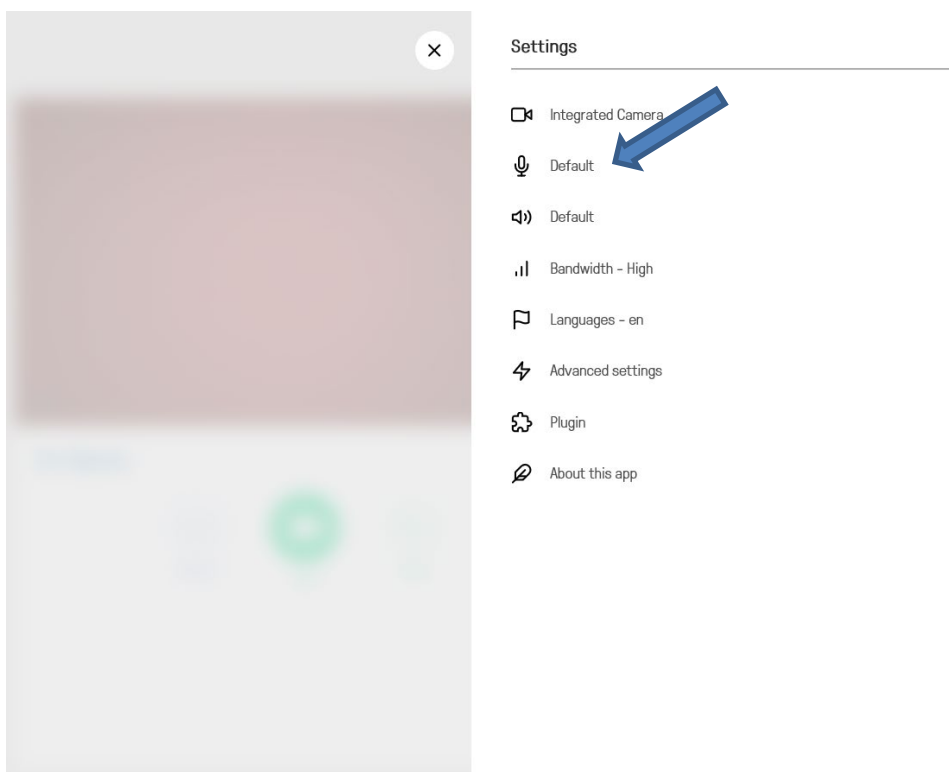 Settings
Integrated Camera
Default
Default
Bandwidth - High
Languages - en
Advanced settings
Plugin
About this app